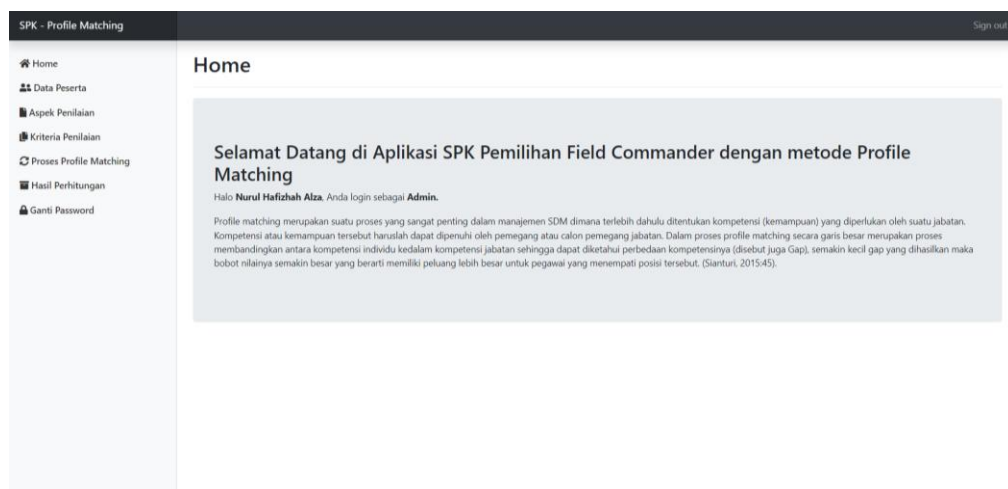 SPK - Profile Matching
Sign out
Home
Data Peserta
Aspek Penilaian
Kriteria Penilaian
Proses Profile Matching
Hasil Perhitungan
Ganti Password
Home
Selamat Datang di Aplikasi SPK Pemilihan Field Commander dengan metode Profile
Matching
Halo Nurul Hafizhah Alza, Anda login sebagai Admin.
Profile matching merupakan suatu proses yang sangat penting dalam manajemen SDM dimana terlebih dahulu ditentukan kompetensi (kemampuan) yang diperlukan oleh suatu jabatan.
Kompetensi atau kemampuan tersebut haruslah dapat dipenuhi oleh pemegang atau calon pemegang jabatan. Dalam proses profile matching secara garis besar merupakan proses
membandingkan antara kompetensi individu kedalam kompetensi jabatan sehingga dapat diketahui perbedaan kompetensinya (disebut juga Gap), semakin kecil gap yang dihasilkan maka
bobot nilainya semakin besar yang berarti memiliki peluang lebih besar untuk pegawai yang menempati posisi tersebut. (Sianturi, 2015:45).